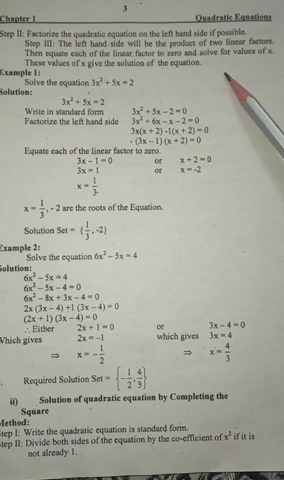 3
Chapter 1 Quadratic Equations
Step II: Factorize the quadratic equation on the left hand side if possible.
Step III: The left hand side will be the product of two linear factors.
Then equate each of the linear factor to zero and solve for values of x.
These values of x give the solution of the equation.
Example 1:
Solve the equation 3x² + 5x = 2
Solution:
3x² + 5x = 2
Write in standard form 3x² + 5x – 2 = 0
Factorize the left hand side 3x² + 6x – x – 2 = 0
3x(x + 2) -1(x + 2) = 0
(3x – 1) (x + 2) = 0
Equate each of the linear factor to zero.
3x – 1 = 0 or x + 2 = 0
3x = 1 or x = -2
x = 1/3
x = 1/3, - 2 are the roots of the Equation.
Solution Set = {1/3, -2}
Example 2:
Solve the equation 6x² – 5x = 4
Solution:
6x² – 5x = 4
6x² – 5x – 4 = 0
6x² – 8x + 3x – 4 = 0
2x (3x – 4) +1 (3x – 4) = 0
(2x + 1) (3x – 4) = 0
∴ Either 2x + 1 = 0 or 3x – 4 = 0
Which gives 2x = –1 which gives 3x = 4
⇒ x = –1/2 ⇒ x = 4/3
∴ Required Solution Set = {–1/2, 4/3}
ii) Solution of quadratic equation by Completing the
Square
Method:
Step I: Write the quadratic equation is standard form.
Step II: Divide both sides of the equation by the co-efficient of x² if it is
not already 1.